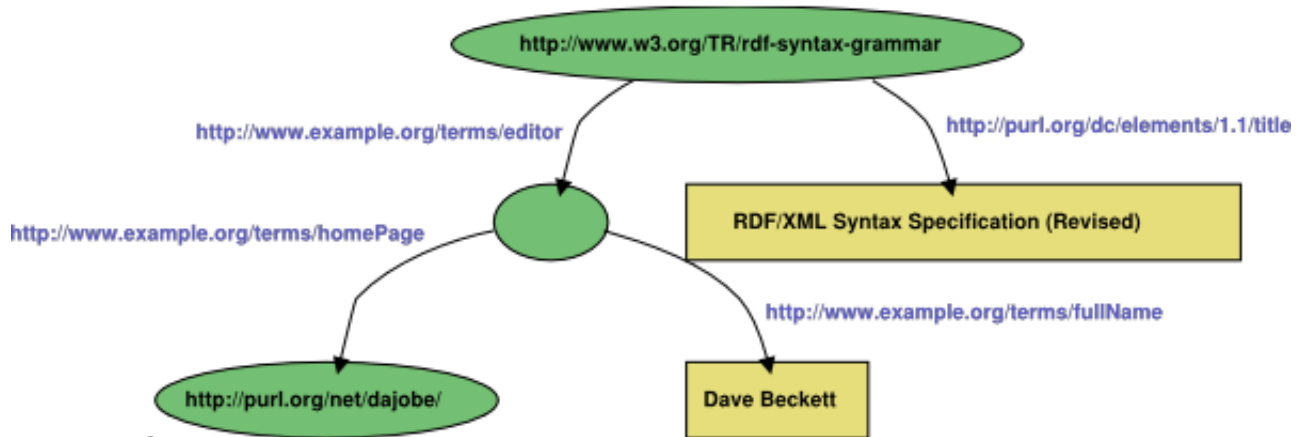 http://www.w3.org/TR/rdf-syntax-grammar
http://www.example.org/terms/editor
http://purl.org/dc/elements/1.1/title
RDF/XML Syntax Specification (Revised)
http://www.example.org/terms/homePage
http://www.example.org/terms/fullName
http://purl.org/net/dajobe/
Dave Beckett